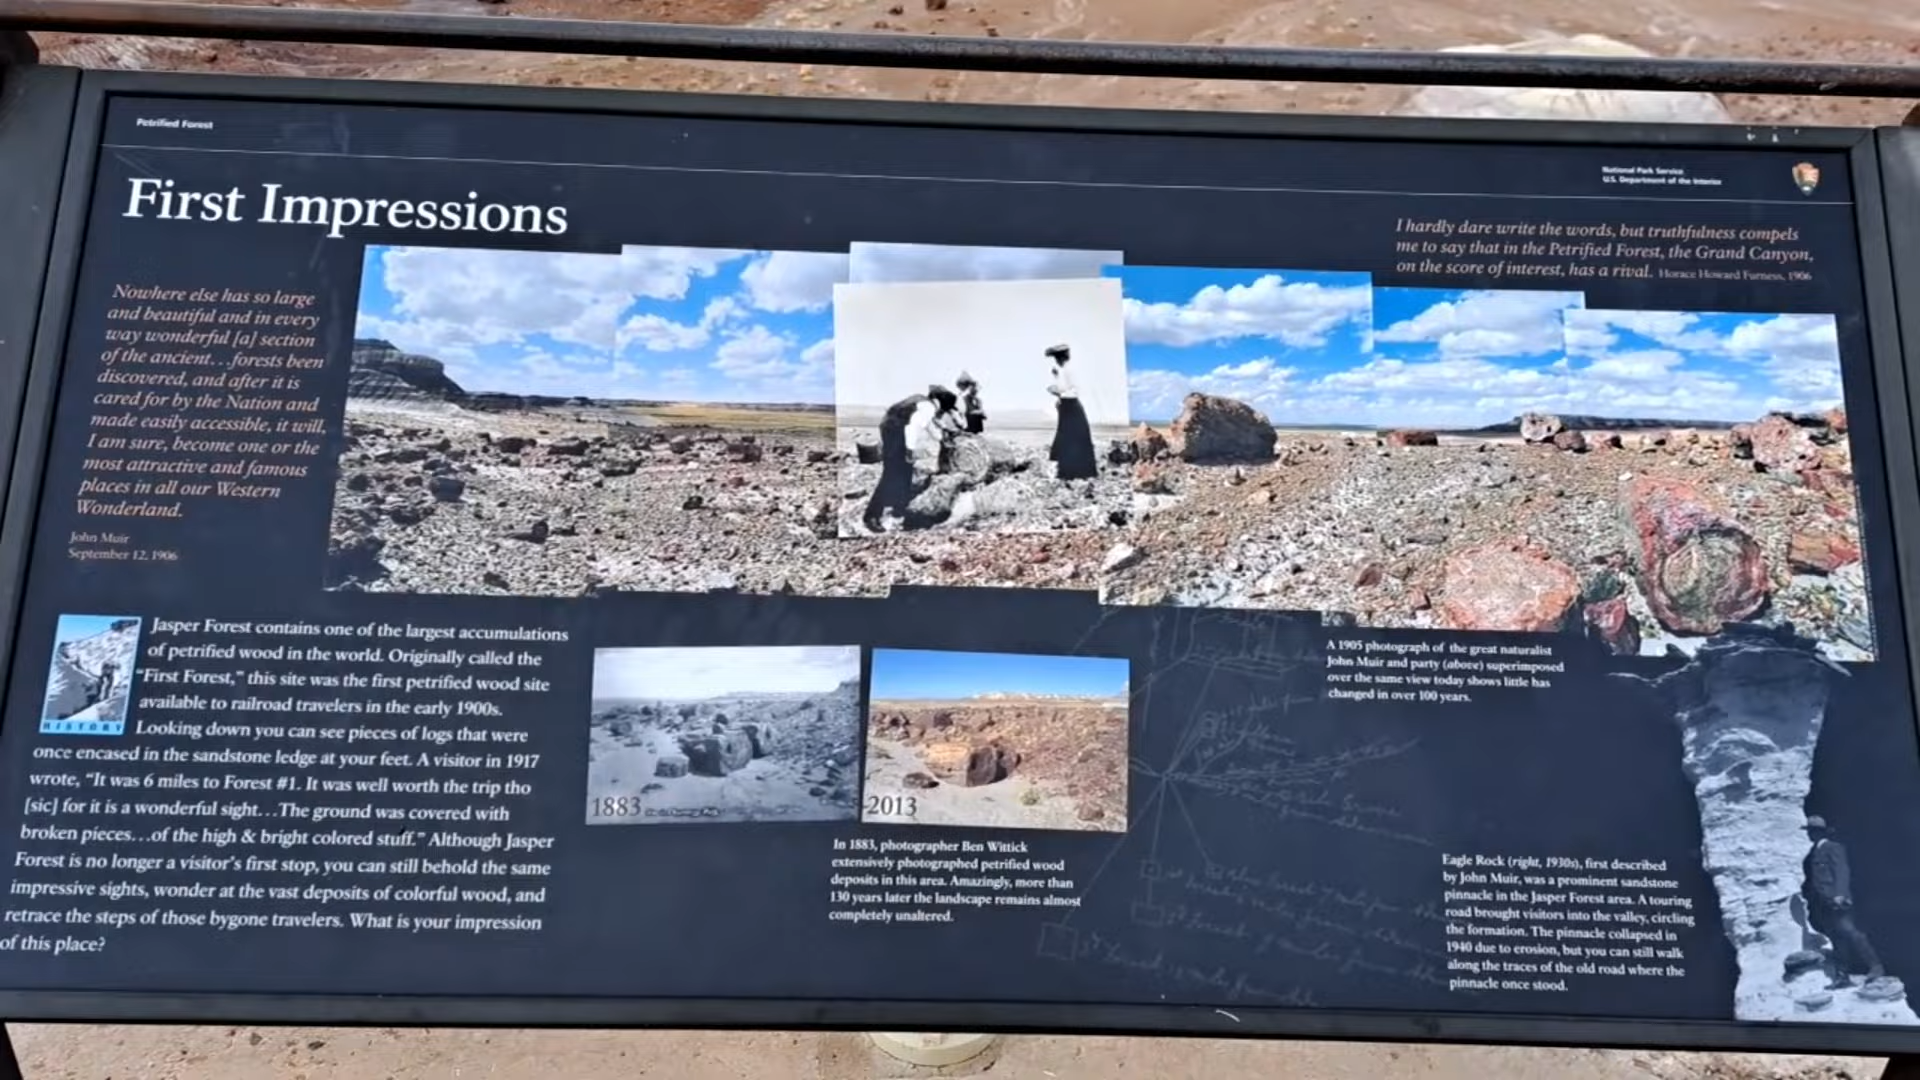 Petrified Forest
National Park Service
U.S. Department of the Interior
First Impressions
I hardly dare write the words, but truthfulness compels
me to say that in the Petrified Forest, the Grand Canyon,
on the score of interest, has a rival. Horace Howard Furness, 1906
Nowhere else has so large
and beautiful and in every
way wonderful [a] section
of the ancient…forests been
discovered, and after it is
cared for by the Nation and
made easily accessible, it will,
I am sure, become one or the
most attractive and famous
places in all our Western
Wonderland.
John Muir
September 12, 1906
HISTORY
Jasper Forest contains one of the largest accumulations
of petrified wood in the world. Originally called the
“First Forest,” this site was the first petrified wood site
available to railroad travelers in the early 1900s.
Looking down you can see pieces of logs that were
once encased in the sandstone ledge at your feet. A visitor in 1917
wrote, “It was 6 miles to Forest #1. It was well worth the trip tho
[sic] for it is a wonderful sight…The ground was covered with
broken pieces…of the high & bright colored stuff.” Although Jasper
Forest is no longer a visitor's first stop, you can still behold the same
impressive sights, wonder at the vast deposits of colorful wood, and
retrace the steps of those bygone travelers. What is your impression
of this place?
1883
2013
In 1883, photographer Ben Wittick
extensively photographed petrified wood
deposits in this area. Amazingly, more than
130 years later the landscape remains almost
completely unaltered.
A 1905 photograph of the great naturalist
John Muir and party (above) superimposed
over the same view today shows little has
changed in over 100 years.
Eagle Rock (right, 1930s), first described
by John Muir, was a prominent sandstone
pinnacle in the Jasper Forest area. A touring
road brought visitors into the valley, circling
the formation. The pinnacle collapsed in
1940 due to erosion, but you can still walk
along the traces of the old road where the
pinnacle once stood.